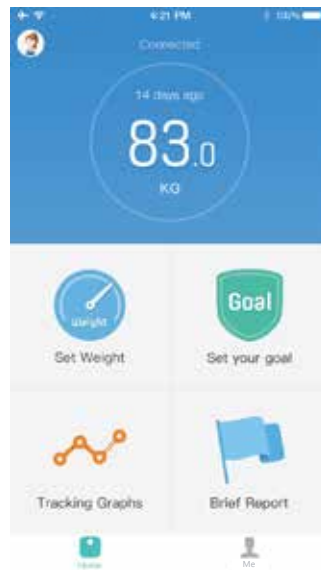 6:21 PM 100%
Connected
14 days ago
83.0
KG
Weight
Goal
Set Weight
Set your goal
Tracking Graphs
Brief Report
Home
Me